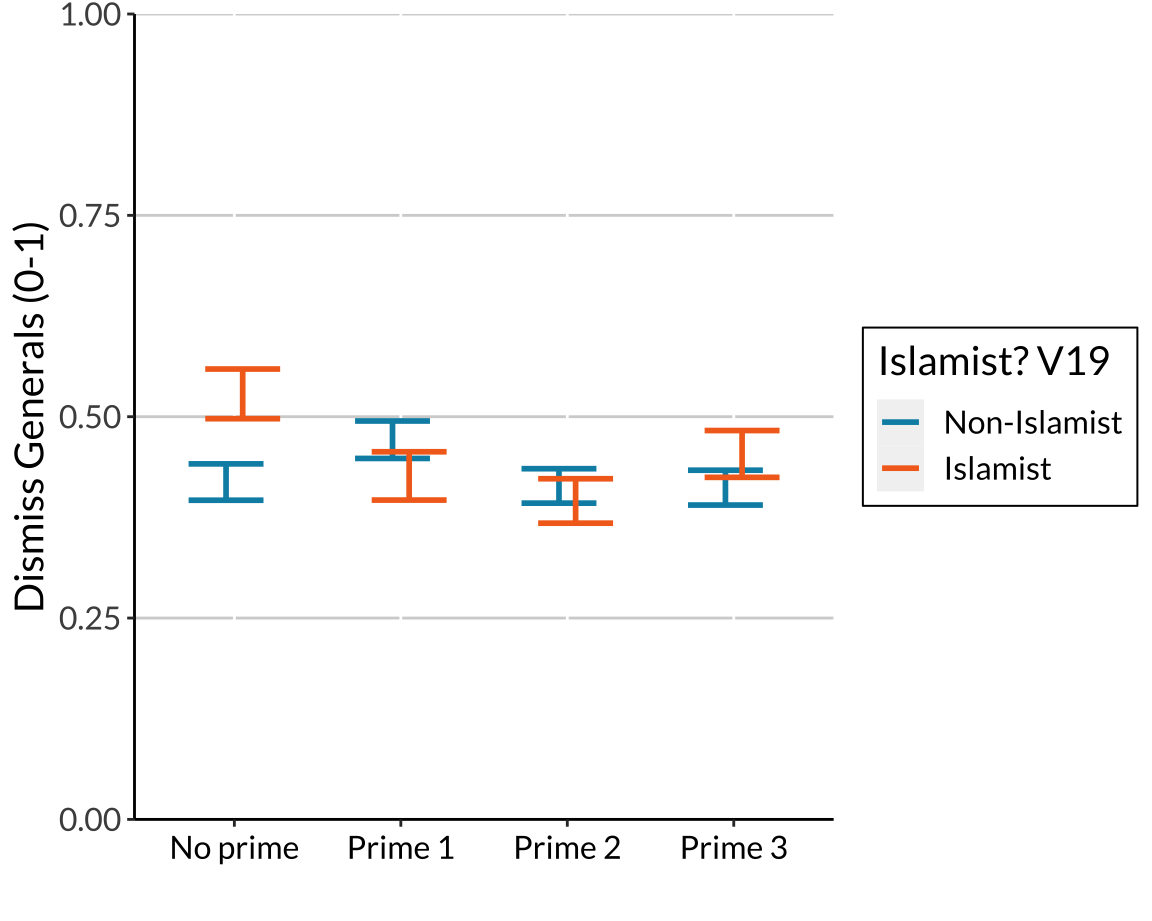 1.00
0.75
0.50
0.25
0.00
Dismiss Generals (0-1)
No prime
Prime 1
Prime 2
Prime 3
Islamist? V19
Non-Islamist
Islamist